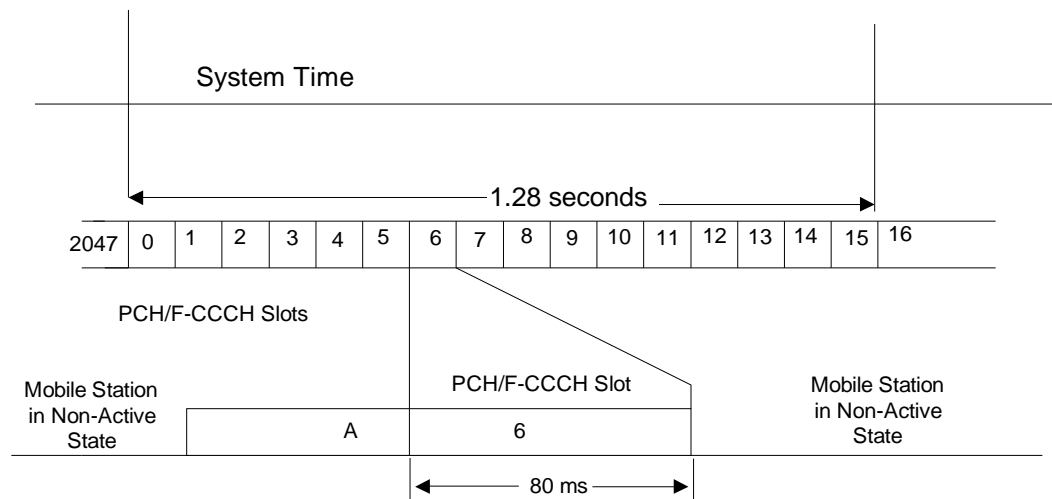 System Time
1.28 seconds
2047 0 1 2 3 4 5 6 7 8 9 10 11 12 13 14 15 16
PCH/F-CCCH Slots
PCH/F-CCCH Slot
Mobile Station
in Non-Active
State
A 6
Mobile Station
in Non-Active
State
80 ms